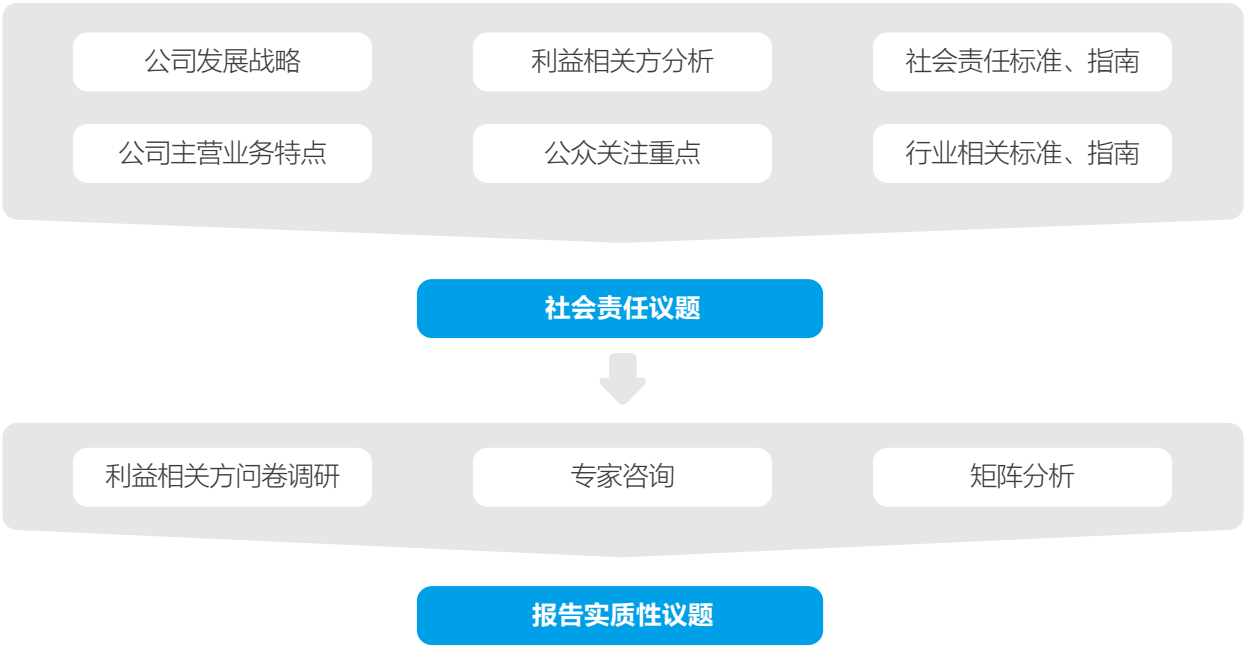 公司发展战略
利益相关方分析
社会责任标准、指南
公司主营业务特点
公众关注重点
行业相关标准、指南
社会责任议题
利益相关方问卷调研
专家咨询
矩阵分析
报告实质性议题